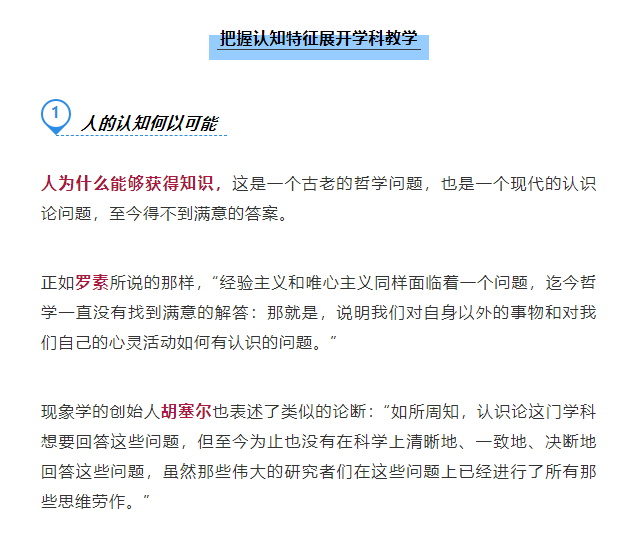 把握认知特征展开学科教学
1
人的认知何以可能
人为什么能够获得知识，这是一个古老的哲学问题，也是一个现代的认识
论问题，至今得不到满意的答案。
正如罗素所说的那样，“经验主义和唯心主义同样面临着一个问题，迄今哲
学一直没有找到满意的解答：那就是，说明我们对自身以外的事物和对我
们自己的心灵活动如何有认识的问题。”
现象学的创始人胡塞尔也表述了类似的论断：“如所周知，认识论这门学科
想要回答这些问题，但至今为止也没有在科学上清晰地、一致地、决断地
回答这些问题，虽然那些伟大的研究者们在这些问题上已经进行了所有那
些思维劳作。”